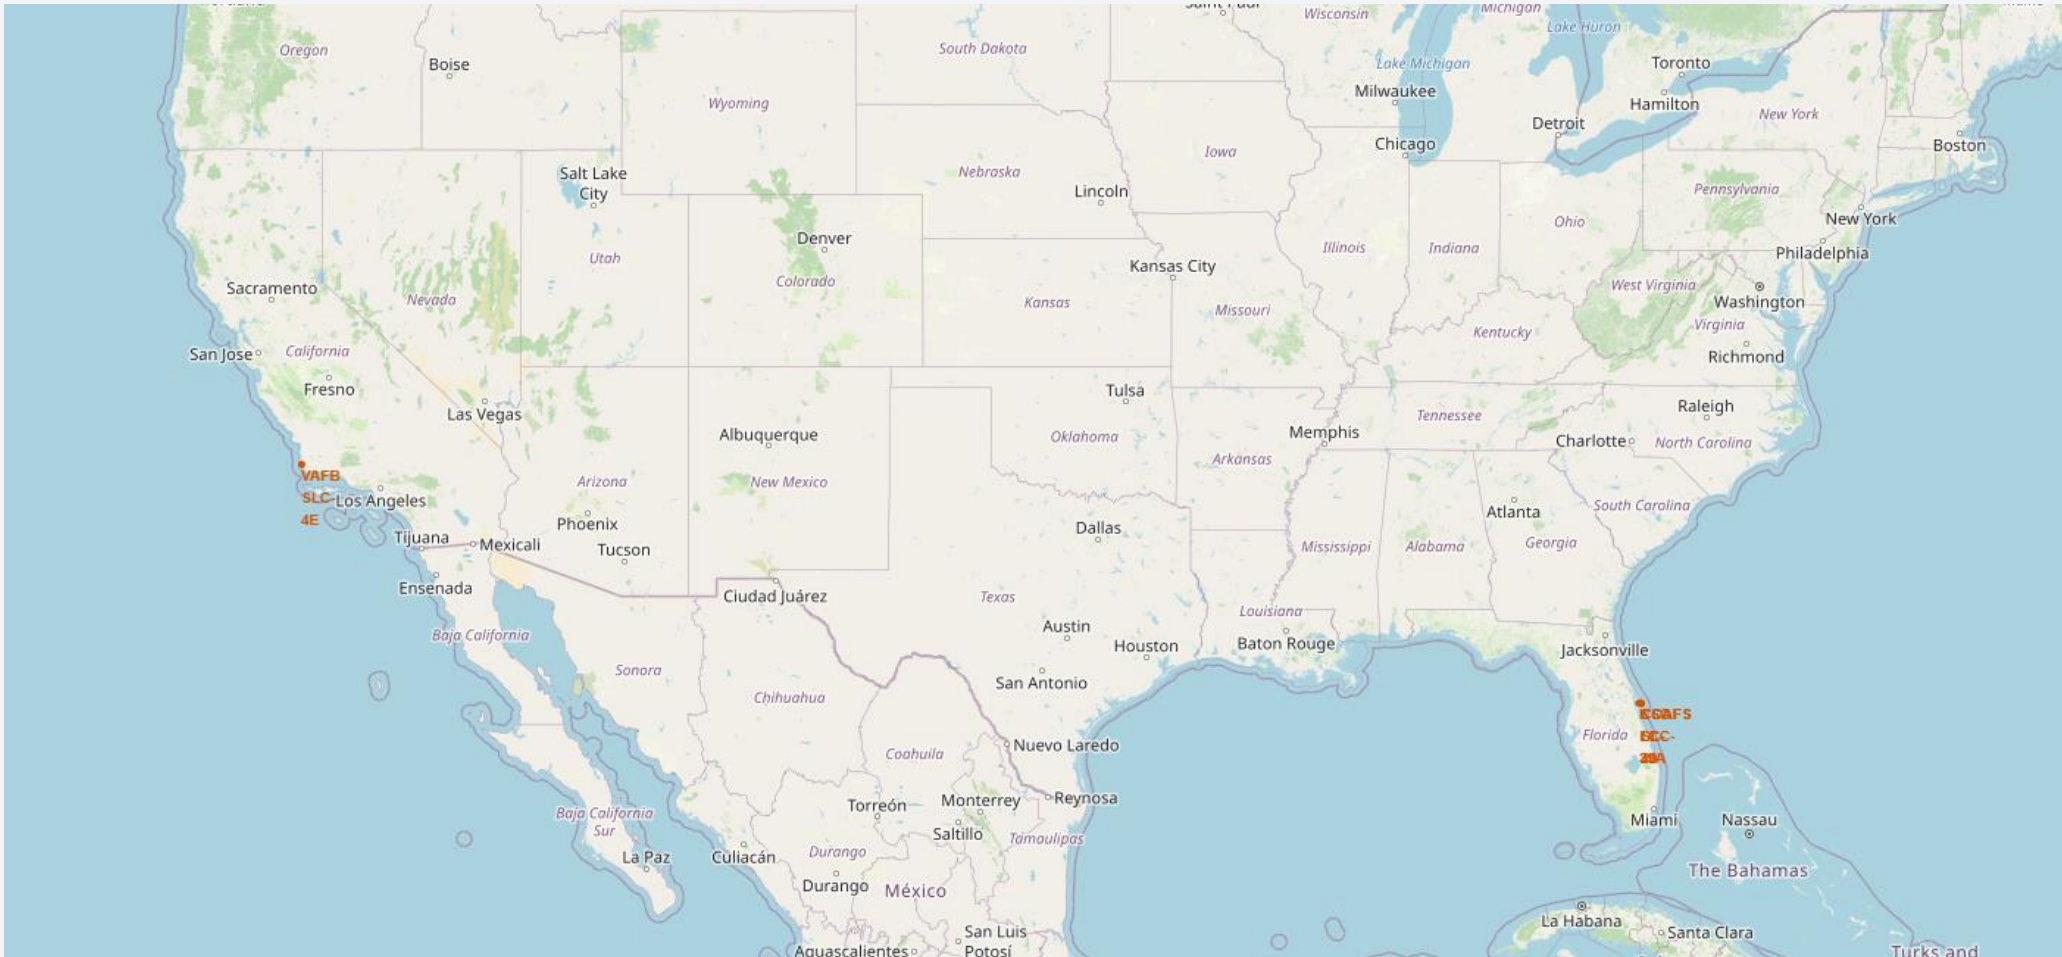 Oregon
Boise
South Dakota
Wisconsin
Michigan
Lake Huron
Lake Michigan
Toronto
Milwaukee
Hamilton
Wyoming
New York
Detroit
Chicago
Boston
Iowa
Salt Lake
City
Nebraska
Lincoln
Pennsylvania
New York
Ohio
Denver
Illinois
Indiana
Philadelphia
Utah
Kansas City
Colorado
Sacramento
Nevada
Kansas
Missouri
West Virginia
Washington
Virginia
Kentucky
San Jose
California
Richmond
Fresno
Las Vegas
Tulsa
Raleigh
Albuquerque
Oklahoma
Memphis
Tennessee
Charlotte
North Carolina
Arkansas
VAFB
SLC-
4E
Los Angeles
Arizona
New Mexico
Phoenix
Dallas
Atlanta
South Carolina
Tijuana
Mexicali
Tucson
Mississippi
Alabama
Georgia
Ensenada
Ciudad Juárez
Texas
Louisiana
Baja California
Austin
Houston
Baton Rouge
Jacksonville
Sonora
San Antonio
Chihuahua
Florida
Nuevo Laredo
Coahuila
Torreón
Monterrey
Reynosa
Baja California
Sur
Saltillo
Tamaulipas
Miami
Nassau
La Paz
Culiacán
Durango
Durango
México
The Bahamas
La Habana
Santa Clara
San Luis
Potosí
Aguascalientes
Turks and